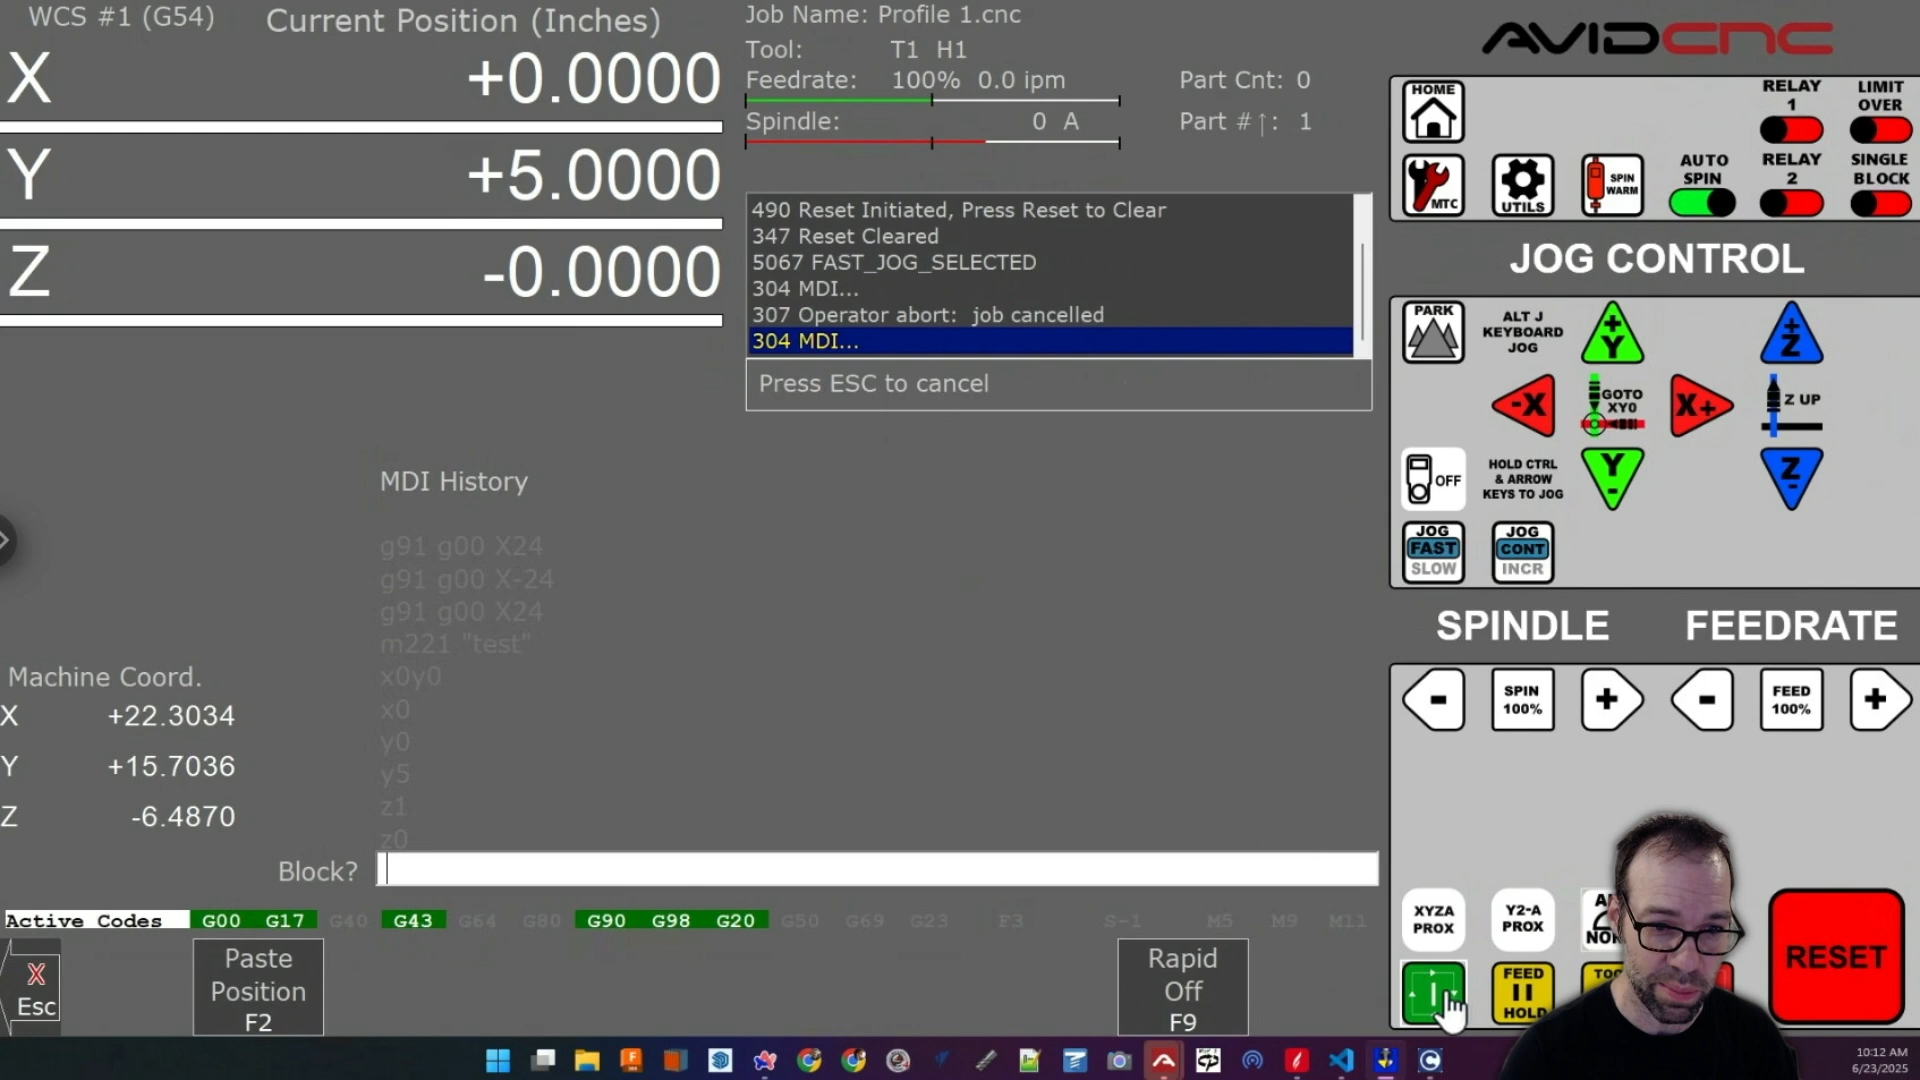 WCS #1 (G54)
Current Position (Inches)
X +0.0000
Y +5.0000
Z -0.0000
Job Name: Profile 1.cnc
Tool: T1 H1
Feedrate: 100% 0.0 ipm
Part Cnt: 0
Spindle: 0 A
Part #↑: 1
490 Reset Initiated, Press Reset to Clear
347 Reset Cleared
5067 FAST_JOG_SELECTED
304 MDI...
307 Operator abort: job cancelled
304 MDI...
Press ESC to cancel
MDI History
g91 g00 X24
g91 g00 X-24
g91 g00 X24
m221 "test"
x0y0
x0
y0
y5
z1
z0
Machine Coord.
X +22.3034
Y +15.7036
Z -6.4870
Block?
Active Codes G00 G17 G40 G43 G64 G80 G90 G98 G20 G50 G69 G23 F3 S-1 M5 M9 M11
X
Esc
Paste
Position
F2
Rapid
Off
F9
AVIDCNC
HOME
RELAY
1
LIMIT
OVER
MTC
UTILS
SPIN
WARM
AUTO
SPIN
RELAY
2
SINGLE
BLOCK
JOG CONTROL
PARK
ALT J
KEYBOARD
JOG
+
Y
+
Z
-X
GOTO
XY0
X+
Z UP
OFF
HOLD CTRL
& ARROW
KEYS TO JOG
Y
-
Z
-
JOG
FAST
SLOW
JOG
CONT
INCR
SPINDLE
FEEDRATE
-
SPIN
100%
+
-
FEED
100%
+
XYZA
PROX
Y2-A
PROX
FEED
HOLD
RESET
10:12 AM
6/23/2025